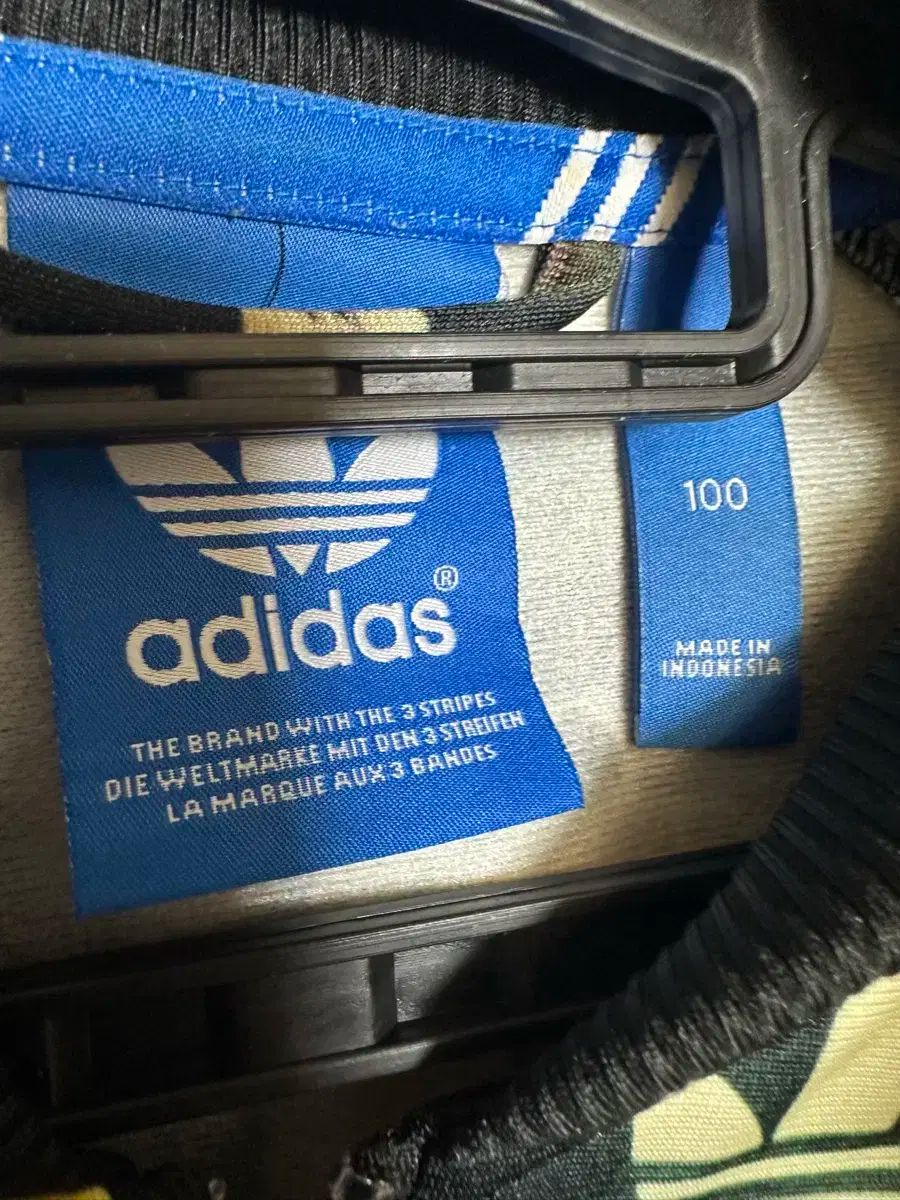 adidas®
THE BRAND WITH THE 3 STRIPES
DIE WELTMARKE MIT DEN 3 STREIFEN
LA MARQUE AUX 3 BANDES
100
MADE IN
INDONESIA